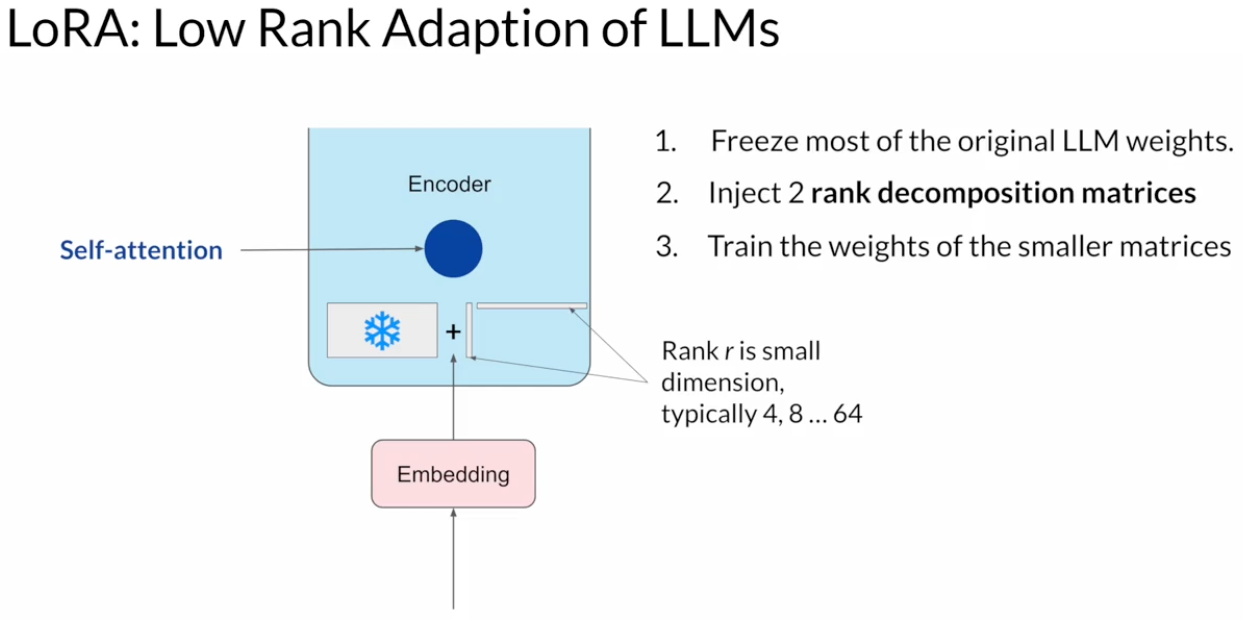 LoRA: Low Rank Adaption of LLMs
Encoder
Self-attention
+
Embedding
1. Freeze most of the original LLM weights.
2. Inject 2 rank decomposition matrices
3. Train the weights of the smaller matrices
Rank r is small
dimension,
typically 4, 8 ... 64